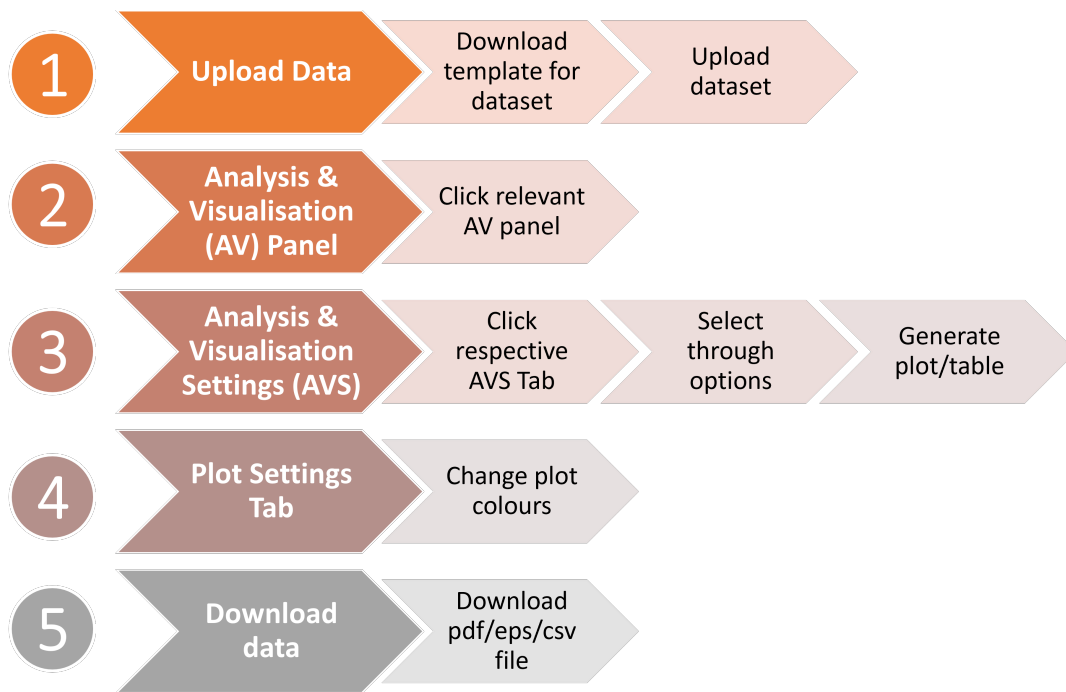 1
Upload Data
Download
template for
dataset
Upload
dataset
2
Analysis &
Visualisation
(AV) Panel
Click relevant
AV panel
3
Analysis &
Visualisation
Settings (AVS)
Click
respective
AVS Tab
Select
through
options
Generate
plot/table
4
Plot Settings
Tab
Change plot
colours
5
Download
data
Download
pdf/eps/csv
file